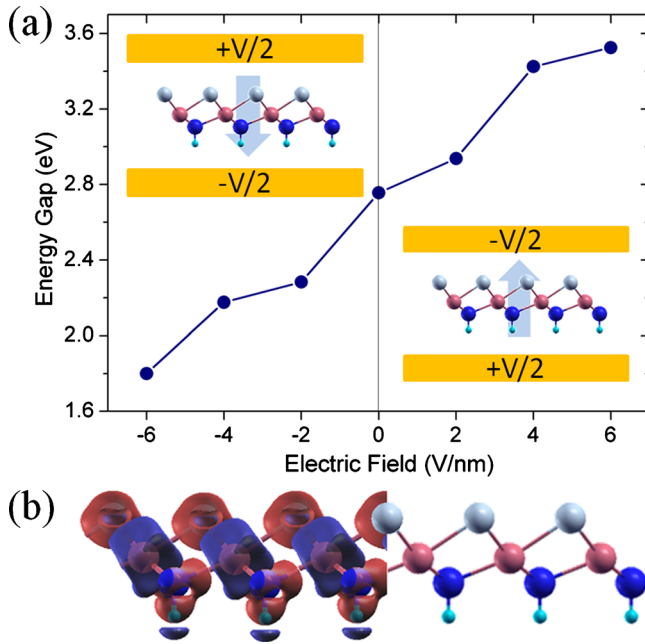 (a)
3.6
3.2
2.8
2.4
2.0
1.6
Energy Gap (eV)
+V/2
-V/2
-V/2
+V/2
-6 -4 -2 0 2 4 6
Electric Field (V/nm)
(b)